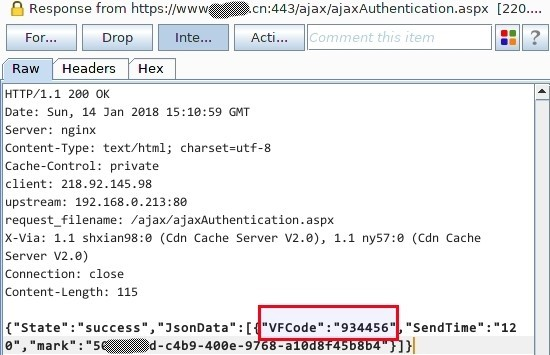 Response from https://www.    .cn:443/ajax/ajaxAuthentication.aspx [220....
For...
Drop
Inte...
Acti...
Comment this item
?
Raw
Headers
Hex
HTTP/1.1 200 OK
Date: Sun, 14 Jan 2018 15:10:59 GMT
Server: nginx
Content-Type: text/html; charset=utf-8
Cache-Control: private
client: 218.92.145.98
upstream: 192.168.0.213:80
request_filename: /ajax/ajaxAuthentication.aspx
X-Via: 1.1 shxian98:0 (Cdn Cache Server V2.0), 1.1 ny57:0 (Cdn Cache
Server V2.0)
Connection: close
Content-Length: 115
{"State":"success","JsonData":[{"VFCode":"934456","SendTime":"12
0","mark":"50    d-c4b9-400e-9768-a10d8f45b8b4"}]}